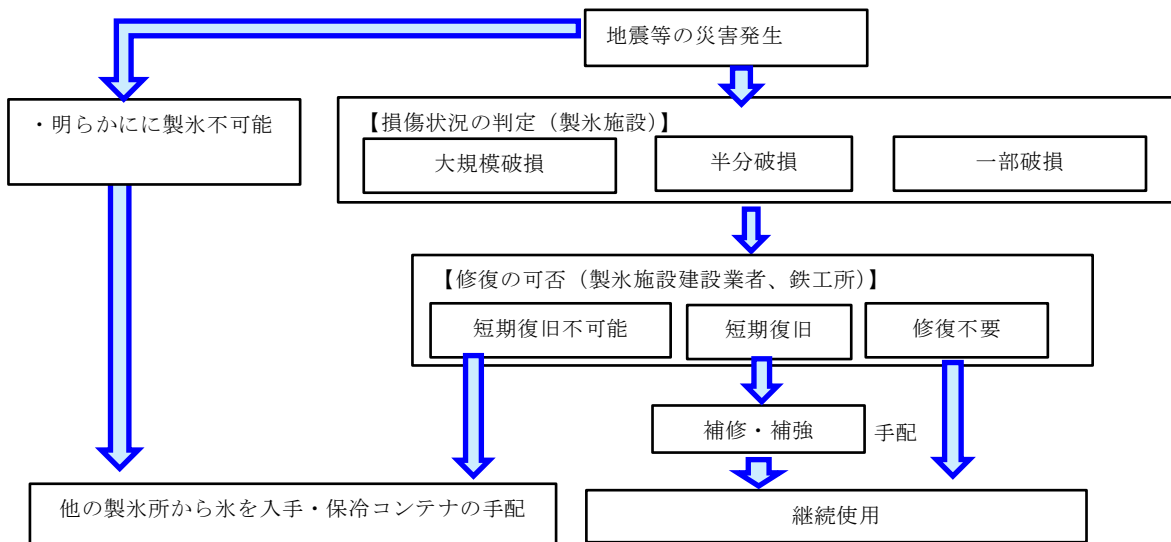 地震等の災害発生
・明らかにに製氷不可能
【損傷状況の判定（製氷施設）】
大規模破損
半分破損
一部破損
【修復の可否（製氷施設建設業者、鉄工所）】
短期復旧不可能
短期復旧
修復不要
補修・補強
手配
他の製氷所から氷を入手・保冷コンテナの手配
継続使用